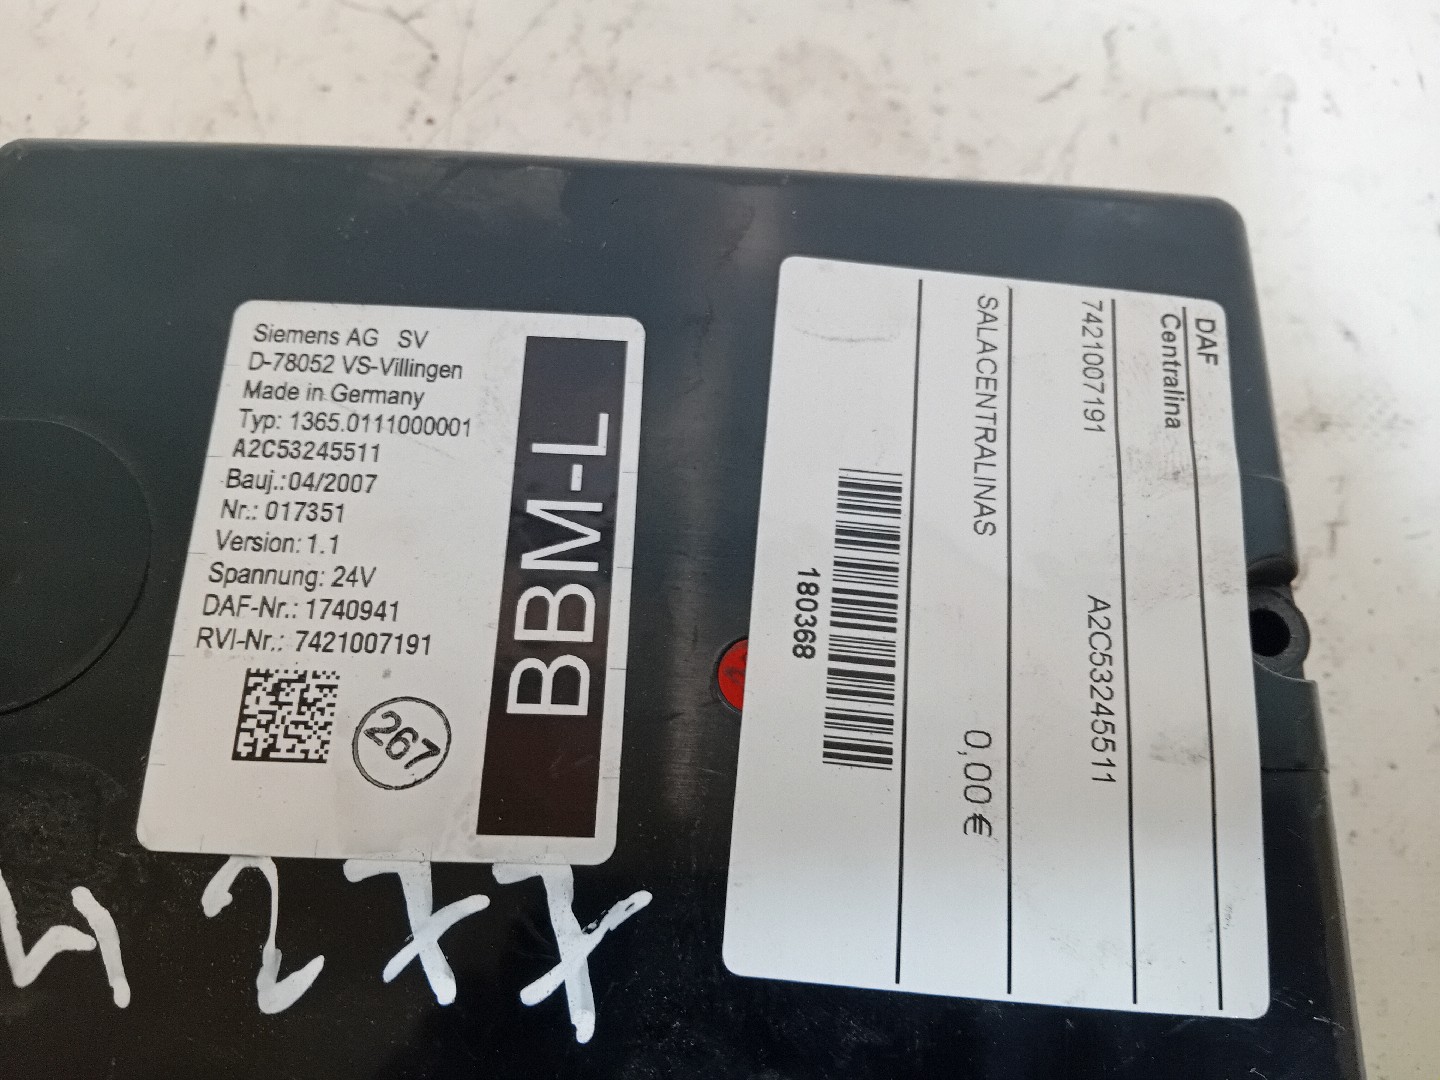 Siemens AG SV
D-78052 VS-Villingen
Made in Germany
Typ: 1365.0111000001
A2C53245511
Bauj.:04/2007
Nr.: 017351
Version: 1.1
Spannung: 24V
DAF-Nr.: 1740941
RVI-Nr.: 7421007191
267
BBM-L
DAF
Centralina
7421007191 A2C53245511
SALACENTRALINAS 0,00€
180368
4277